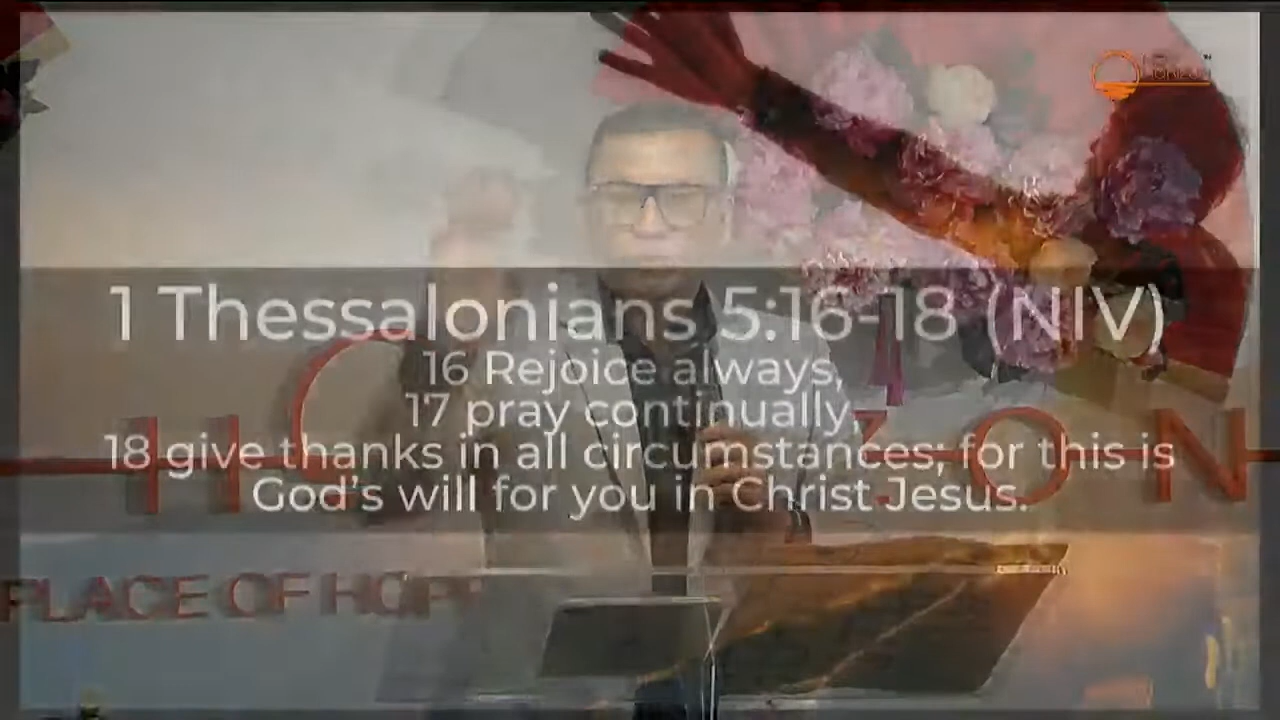 1 Thessalonians 5:16-18 (NIV)
16 Rejoice always,
17 pray continually,
18 give thanks in all circumstances; for this is
God's will for you in Christ Jesus.
PLACE OF HOPE